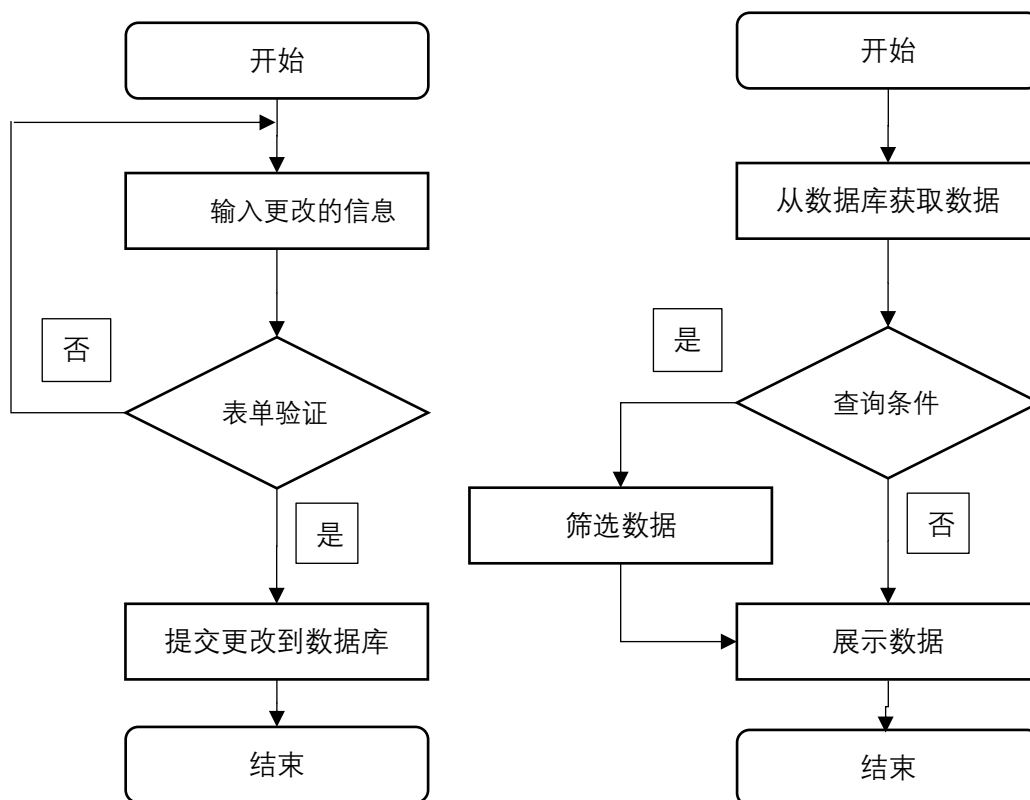 开始
输入更改的信息
否
表单验证
是
提交更改到数据库
结束
开始
从数据库获取数据
是
查询条件
筛选数据
否
展示数据
结束